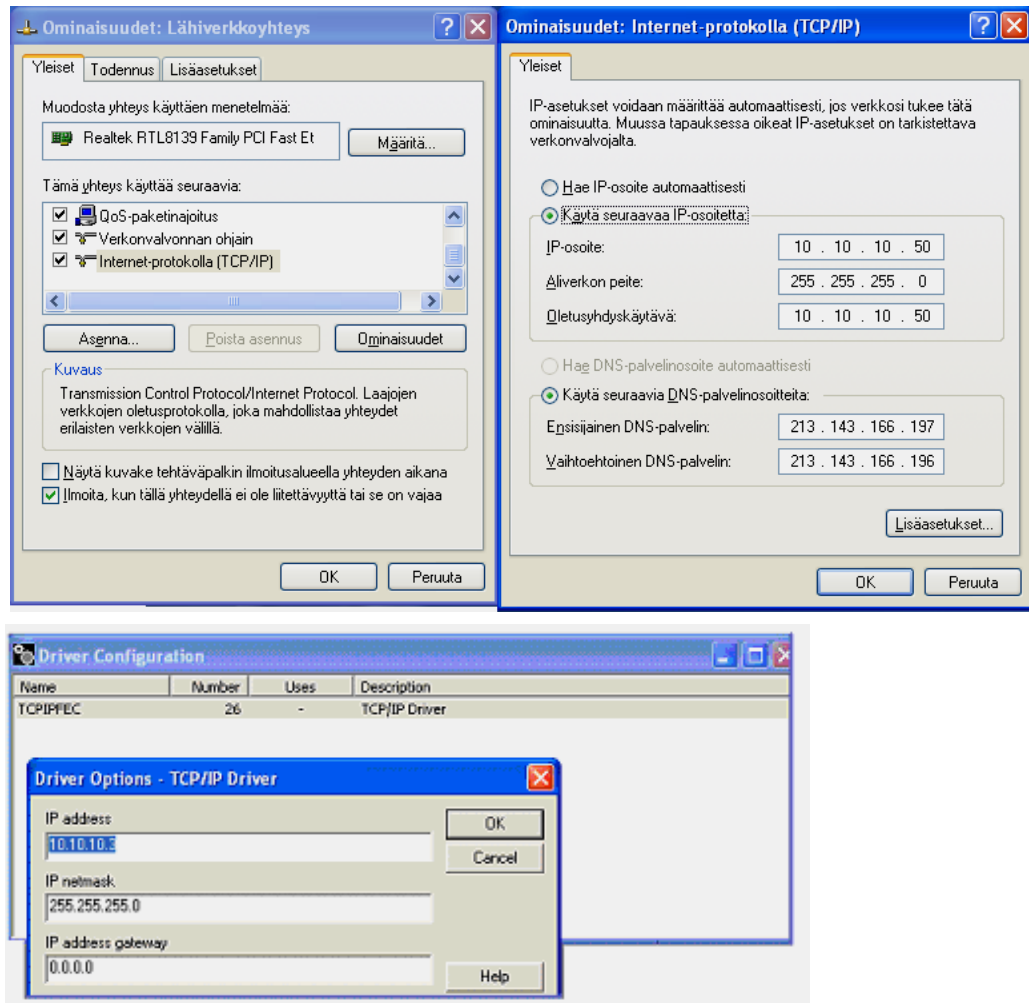 Ominaisuudet: Lähiverkkoyhteys
Yleiset Todennus Lisäasetukset
Muodosta yhteys käyttäen menetelmää:
Realtek RTL8139 Family PCI Fast Et
Määritä...
Tämä yhteys käyttää seuraavia:
QoS-paketinajoitus
Verkonvalvonnan ohjain
Internet-protokolla (TCP/IP)
Asenna... Poista asennus Ominaisuudet
Kuvaus
Transmission Control Protocol/Internet Protocol. Laajojen
verkkojen oletusprotokolla, joka mahdollistaa yhteydet
erilaisten verkkojen välillä.
Näytä kuvake tehtäväpalkin ilmoitusalueella yhteyden aikana
Ilmoita, kun tällä yhteydellä ei ole liitettävyyttä tai se on vajaa
OK Peruuta
Ominaisuudet: Internet-protokolla (TCP/IP)
Yleiset
IP-asetukset voidaan määrittää automaattisesti, jos verkkosi tukee tätä
ominaisuutta. Muussa tapauksessa oikeat IP-asetukset on tarkistettava
verkonvalvojalta.
Hae IP-osoite automaattisesti
Käytä seuraavaa IP-osoitetta:
IP-osoite: 10 . 10 . 10 . 50
Aliverkon peite: 255 . 255 . 255 . 0
Oletusyhdyskäytävä: 10 . 10 . 10 . 50
Hae DNS-palvelinosoite automaattisesti
Käytä seuraavia DNS-palvelinosoitteita:
Ensisijainen DNS-palvelin: 213 . 143 . 166 . 197
Vaihtoehtoinen DNS-palvelin: 213 . 143 . 166 . 196
Lisäasetukset...
OK Peruuta
Driver Configuration
Name Number Uses Description
TCPIPFEC 26 - TCP/IP Driver
Driver Options - TCP/IP Driver
IP address
10.10.10.3
OK
Cancel
IP netmask
255.255.255.0
IP address gateway
0.0.0.0
Help